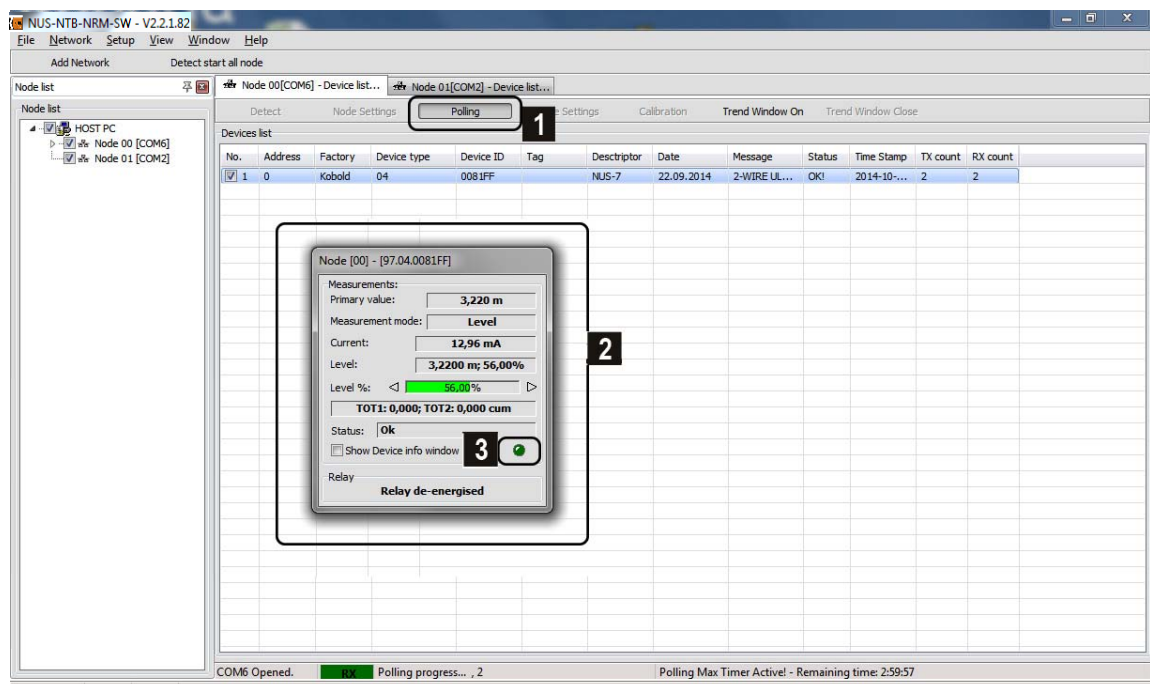 NUS-NTB-NRM-SW - V2.2.1.82
File Network Setup View Window Help
Add Network Detect start all node
Node list
Node list
HOST PC
Node 00 [COM6]
Node 01 [COM2]
Node 00[COM6] - Device list... Node 01[COM2] - Device list...
Detect Node Settings Polling 1 Settings Calibration Trend Window On Trend Window Close
Devices list
No. Address Factory Device type Device ID Tag Desctriptor Date Message Status Time Stamp TX count RX count
1 0 Kobold 04 0081FF NUS-7 22.09.2014 2-WIRE UL... OK! 2014-10-... 2 2
Node [00] - [97.04.0081FF]
Measurements:
Primary value: 3,220 m
Measurement mode: Level
Current: 12,96 mA
Level: 3,2200 m; 56,00%
2
Level %: 56,00%
TOT1: 0,000; TOT2: 0,000 cum
Status: Ok
Show Device info window 3
Relay
Relay de-energised
COM6 Opened. RX Polling progress... , 2 Polling Max Timer Active! - Remaining time: 2:59:57